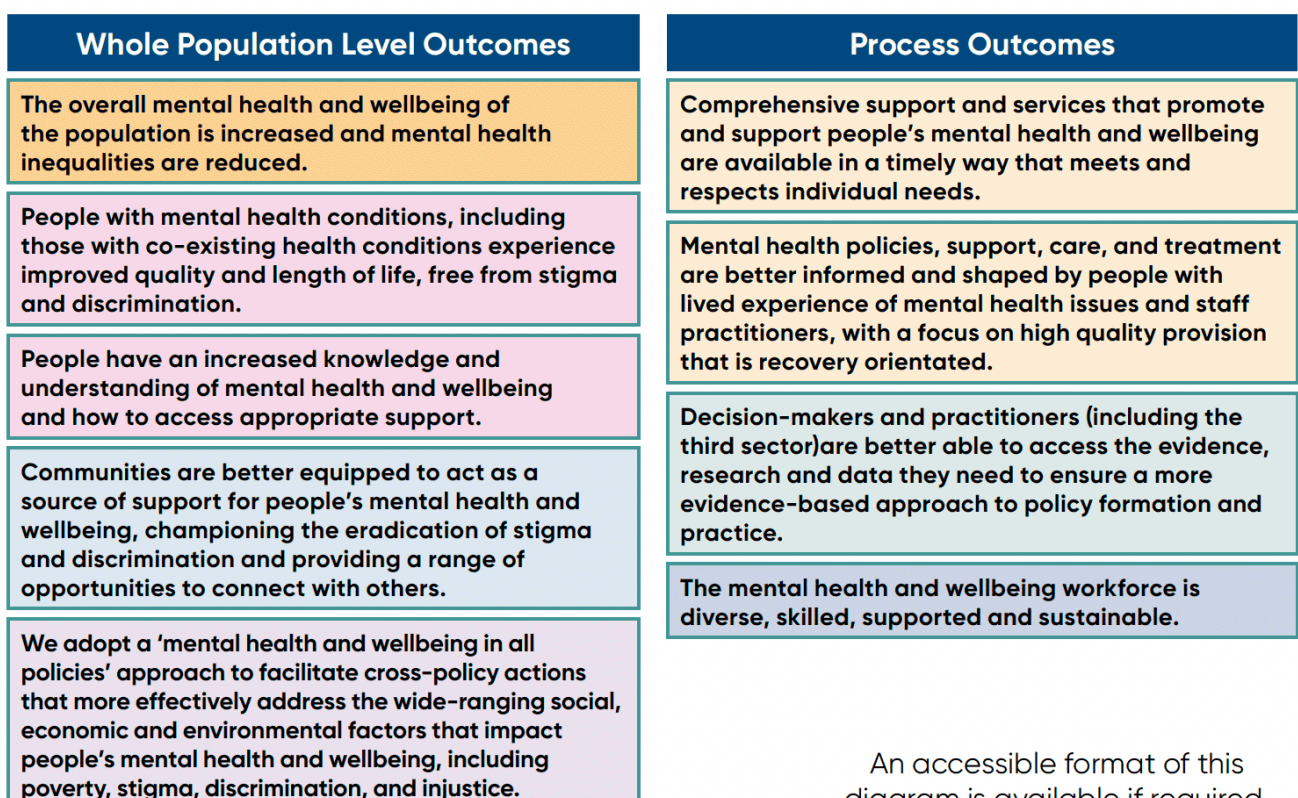 Whole Population Level Outcomes
The overall mental health and wellbeing of
the population is increased and mental health
inequalities are reduced.
People with mental health conditions, including
those with co-existing health conditions experience
improved quality and length of life, free from stigma
and discrimination.
People have an increased knowledge and
understanding of mental health and wellbeing
and how to access appropriate support.
Communities are better equipped to act as a
source of support for people’s mental health and
wellbeing, championing the eradication of stigma
and discrimination and providing a range of
opportunities to connect with others.
We adopt a ‘mental health and wellbeing in all
policies’ approach to facilitate cross-policy actions
that more effectively address the wide-ranging social,
economic and environmental factors that impact
people’s mental health and wellbeing, including
poverty, stigma, discrimination, and injustice.
Process Outcomes
Comprehensive support and services that promote
and support people’s mental health and wellbeing
are available in a timely way that meets and
respects individual needs.
Mental health policies, support, care, and treatment
are better informed and shaped by people with
lived experience of mental health issues and staff
practitioners, with a focus on high quality provision
that is recovery orientated.
Decision-makers and practitioners (including the
third sector)are better able to access the evidence,
research and data they need to ensure a more
evidence-based approach to policy formation and
practice.
The mental health and wellbeing workforce is
diverse, skilled, supported and sustainable.
An accessible format of this
diagram is available if required